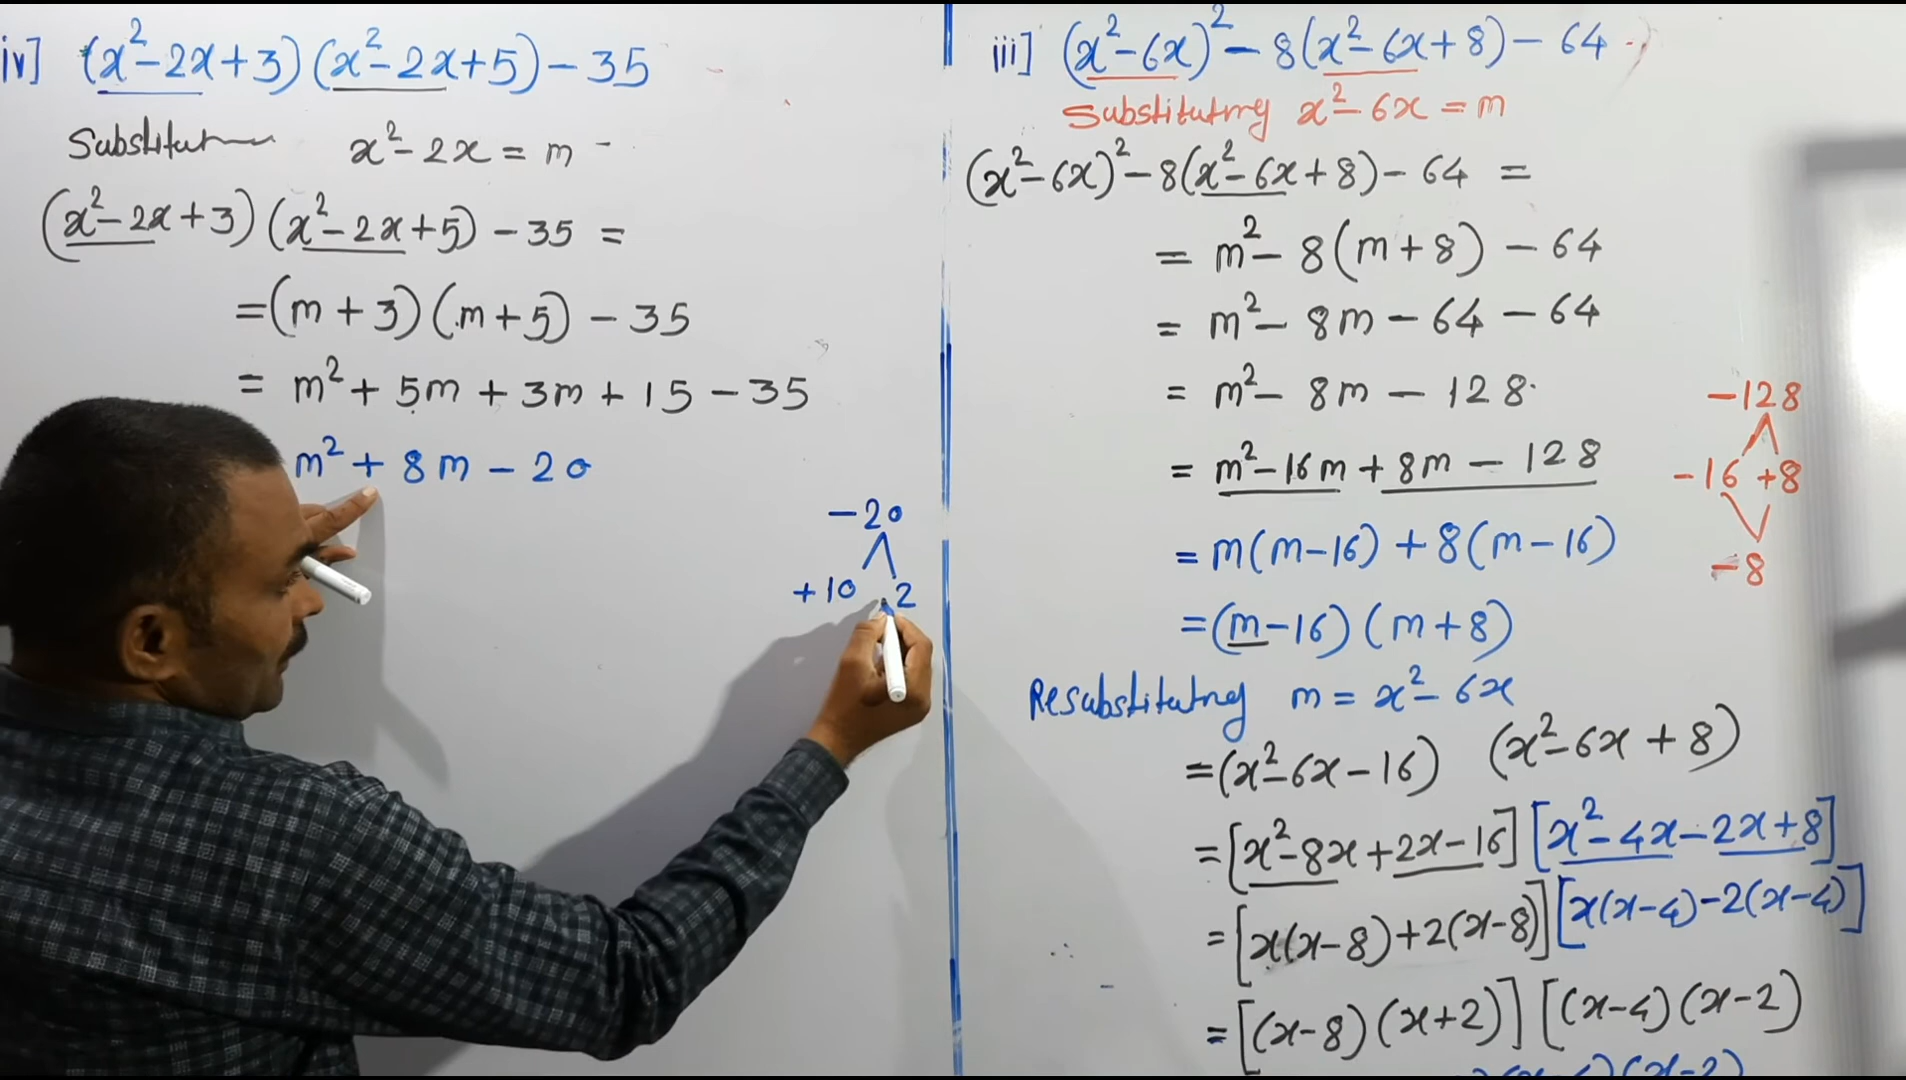 iv] (x²-2x+3)(x²-2x+5)-35
x²-2x = m
(x²-2x+3)(x²-2x+5)-35 =
=(m+3)(m+5)-35
= m²+5m+3m+15-35
m²+8m-20
-20
+10 2
iii] (x²-6x)²-8(x²-6x+8)-64
Substituting x²-6x = m
(x²-6x)²-8(x²-6x+8)-64 =
= m²-8(m+8)-64
= m²-8m-64-64
= m²-8m-128
= m²-16m+8m-128
= m(m-16)+8(m-16)
=(m-16)(m+8)
-128
-16 +8
-8
Resubstituting m = x²-6x
=(x²-6x-16) (x²-6x+8)
=[x²-8x+2x-16][x²-4x-2x+8]
=[x(x-8)+2(x-8)][x(x-4)-2(x-4)]
=[(x-8)(x+2)][(x-4)(x-2)